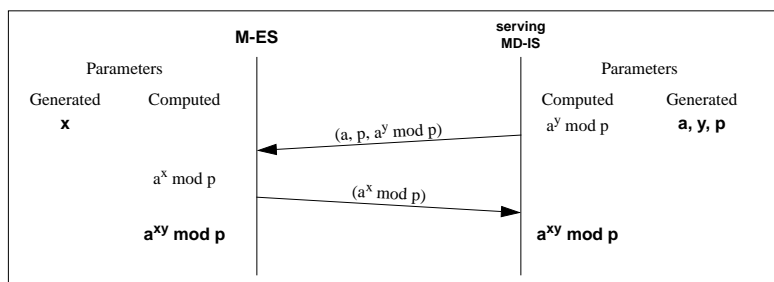 M-ES
serving
MD-IS
Parameters
Parameters
Generated Computed
Computed Generated
x
a^y mod p
a, y, p
(a, p, a^y mod p)
a^x mod p
(a^x mod p)
a^xy mod p
a^xy mod p